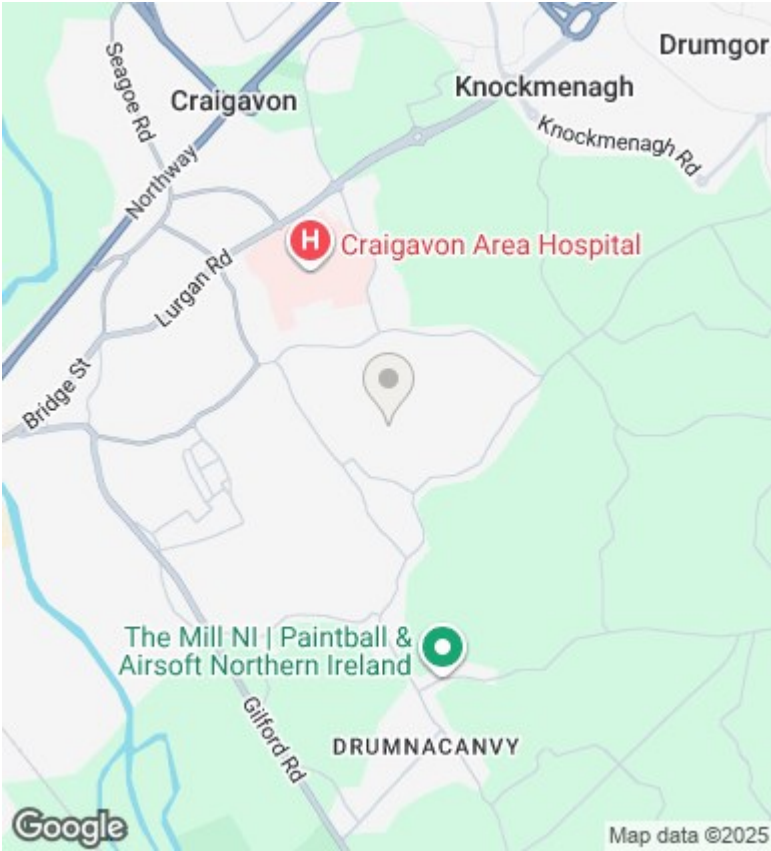 Drumgor
Seagoe Rd
Craigavon
Knockmenagh
Knockmenagh Rd
Northway
H
Craigavon Area Hospital
Lurgan Rd
Bridge St
The Mill NI | Paintball &
Airsoft Northern Ireland
Gilford Rd
DRUMNACANVY
Google
Map data ©2025